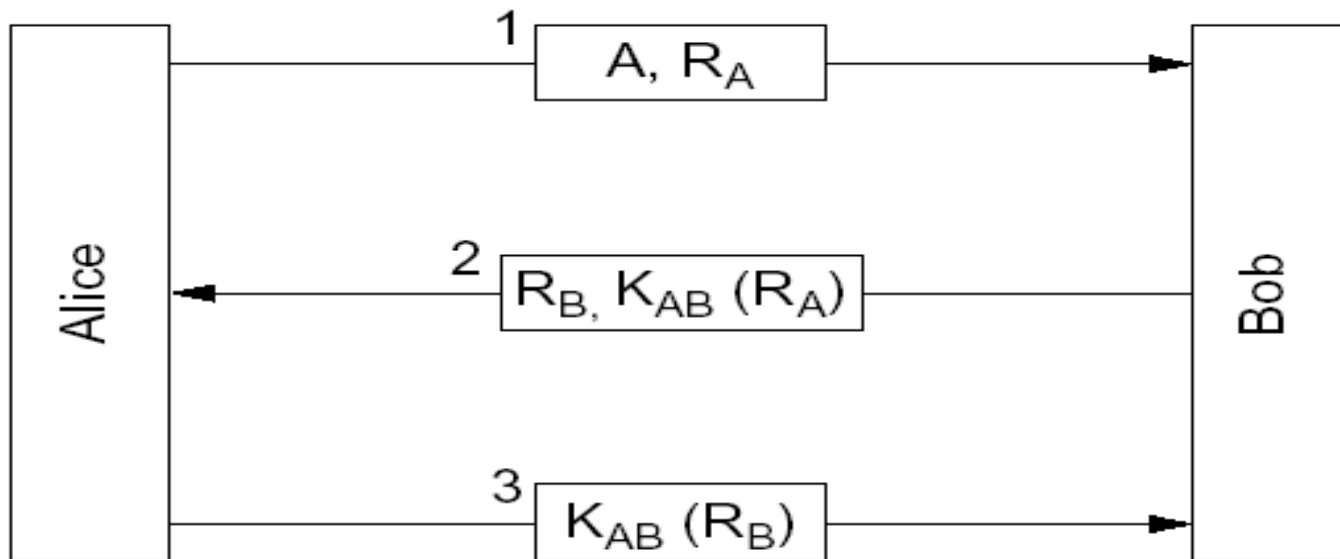 1
A, R_A
Alice
2
R_B, K_AB (R_A)
Bob
3
K_AB (R_B)